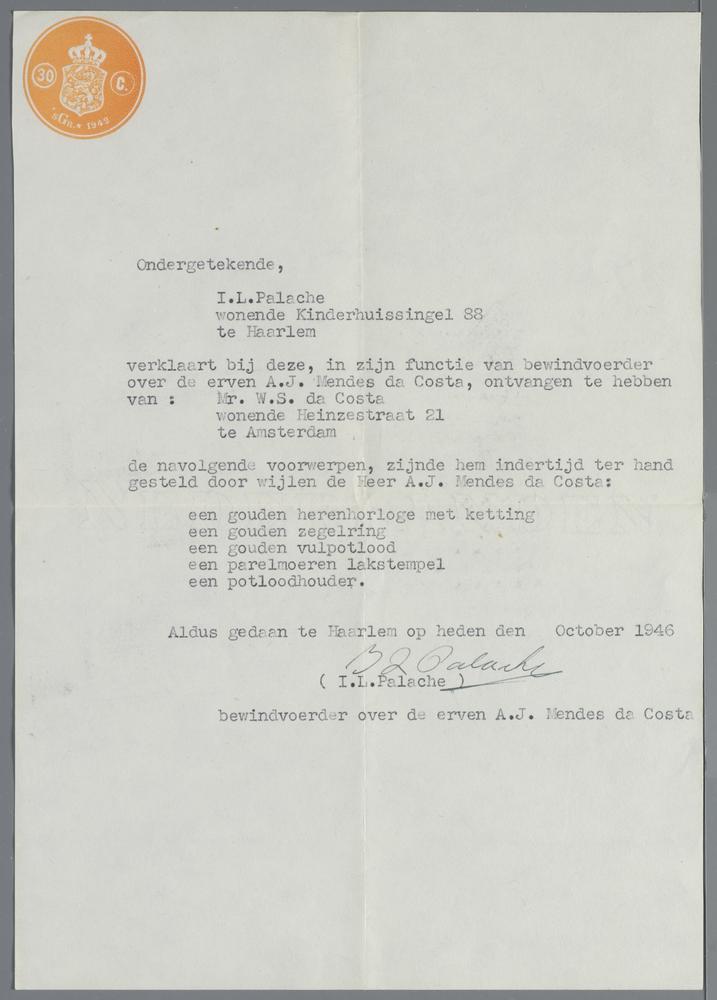 30 C.
'sGR.* 1942
Ondergetekende,
I.L.Palache
wonende Kinderhuissingel 88
te Haarlem
verklaart bij deze, in zijn functie van bewindvoerder
over de erven A.J. Mendes da Costa, ontvangen te hebben
van : Mr. W.S. da Costa
wonende Heinzestraat 21
te Amsterdam
de navolgende voorwerpen, zijnde hem indertijd ter hand
gesteld door wijlen de Heer A.J. Mendes da Costa:
een gouden herenhorloge met ketting
een gouden zegelring
een gouden vulpotlood
een parelmoeren lakstempel
een potloodhouder.
Aldus gedaan te Haarlem op heden den October 1946
Palache
( I.L.Palache )
bewindvoerder over de erven A.J. Mendes da Costa